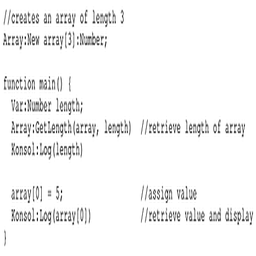 //creates an array of length 3
Array:New array[3]:Number;
function main() {
Var:Number length;
Array:GetLength(array, length) //retrieve length of array
Konsol:Log(length)
array[0] = 5; //assign value
Konsol:Log(array[0]) //retrieve value and display
}